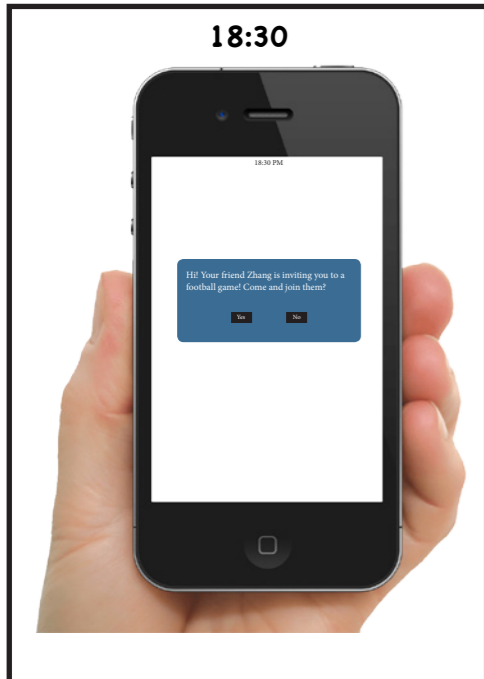 18:30
18:30 PM
Hi! Your friend Zhang is inviting you to a
football game! Come and join them?
Yes No